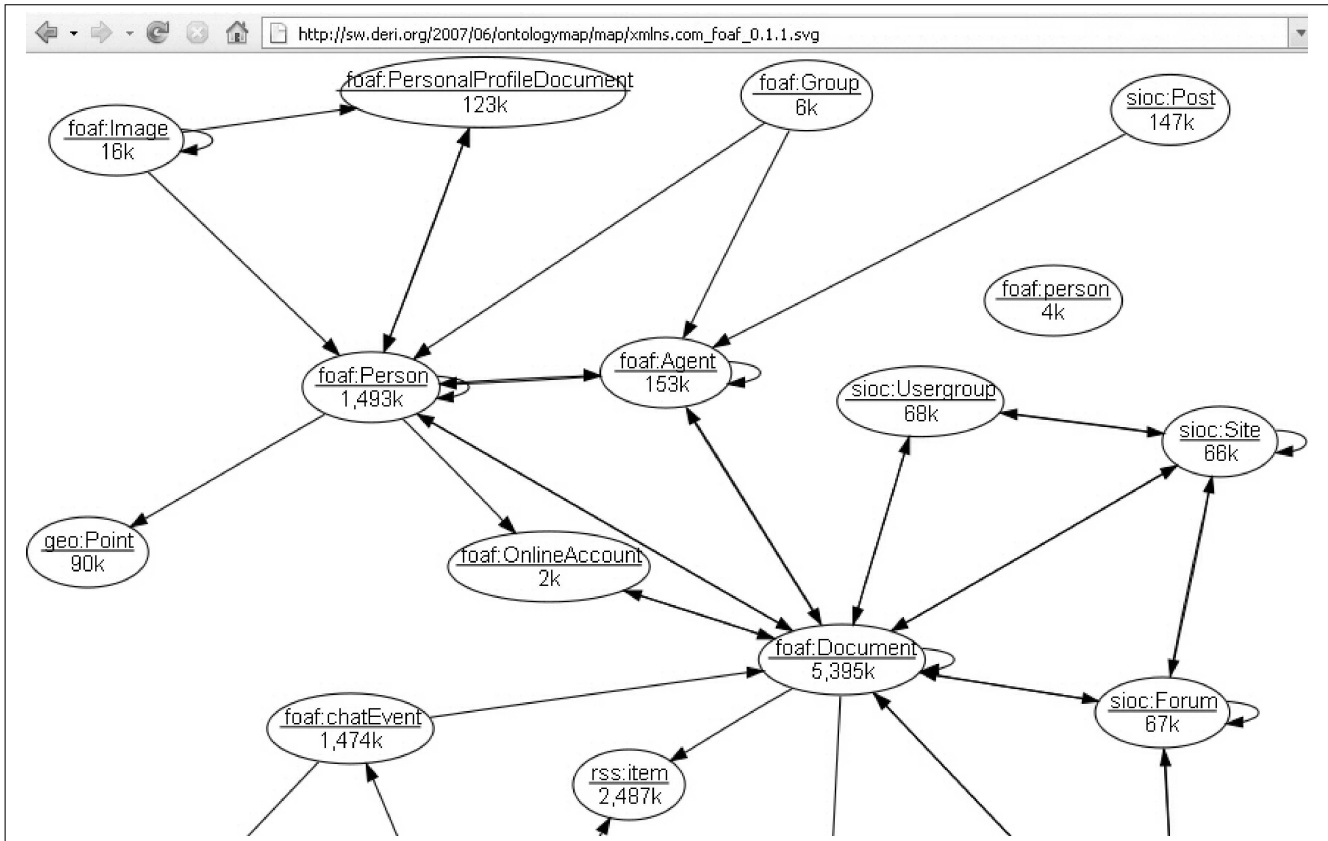 http://sw.deri.org/2007/06/ontologymap/map/xmlns.com_foaf_0.1.1.svg
foaf:PersonalProfileDocument
123k
foaf:Group
6k
sioc:Post
147k
foaf:Image
16k
foaf:person
4k
foaf:Person
1,493k
foaf:Agent
153k
sioc:Usergroup
68k
sioc:Site
66k
geo:Point
90k
foaf:OnlineAccount
2k
foaf:Document
5,395k
foaf:chatEvent
1,474k
sioc:Forum
67k
rss:item
2,487k